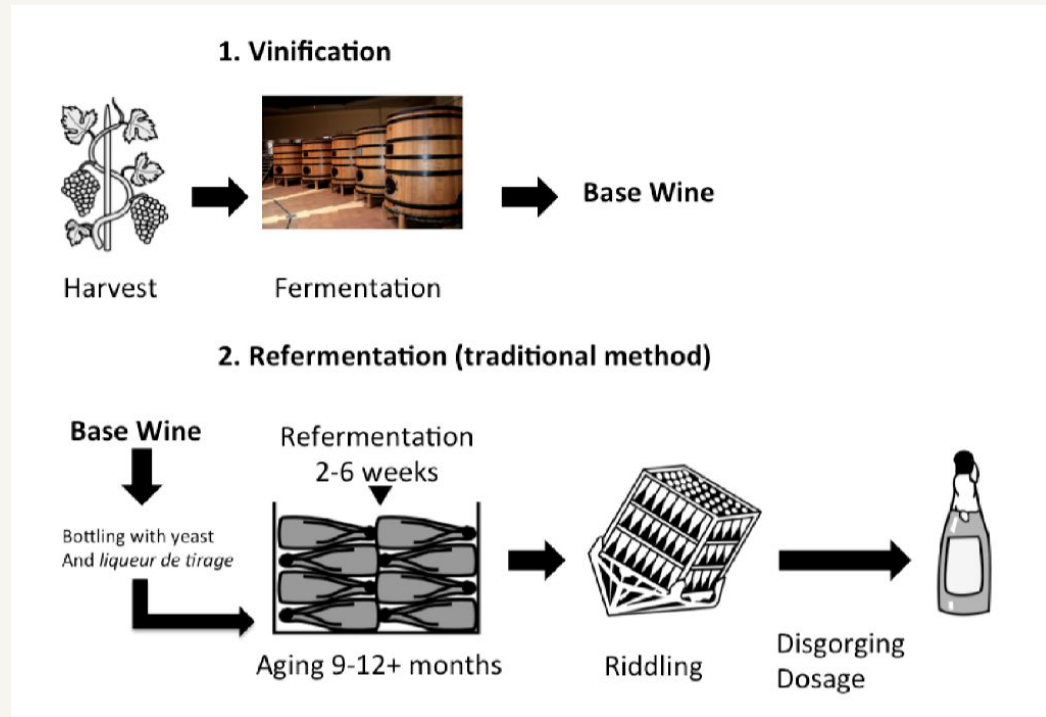 1. Vinification
Base Wine
Harvest
Fermentation
2. Refermentation (traditional method)
Base Wine
Refermentation
2-6 weeks
Bottling with yeast
And liqueur de tirage
Aging 9-12+ months
Riddling
Disgorging
Dosage